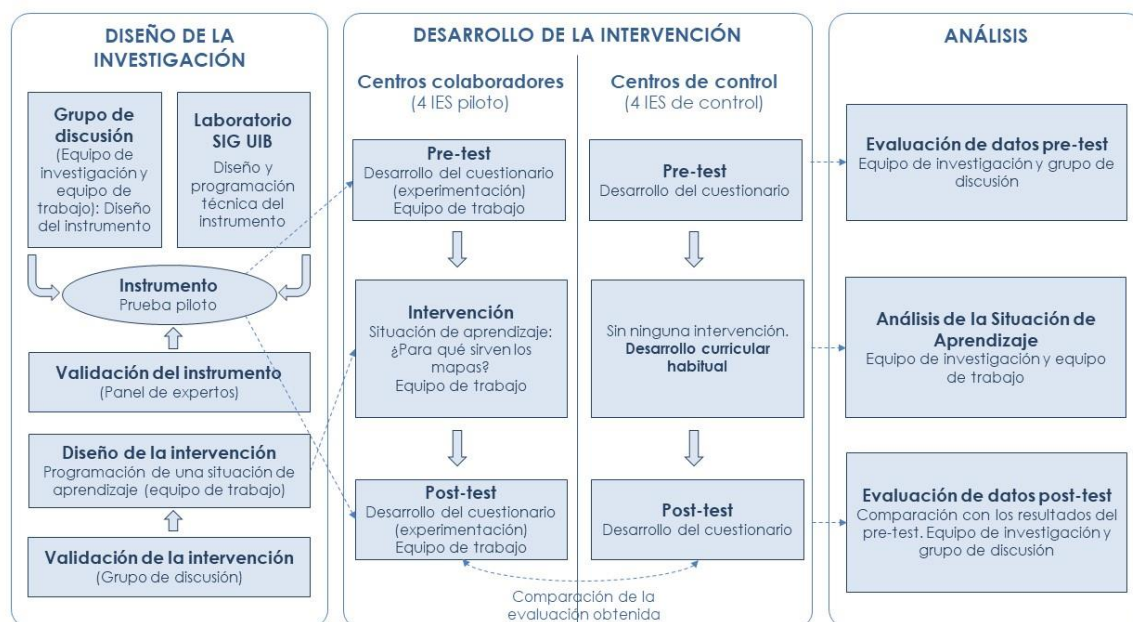 DISEÑO DE LA
INVESTIGACIÓN
Grupo de
discusión
(Equipo de
investigación y
equipo de
trabajo): Diseño
del instrumento
Laboratorio
SIG UIB
Diseño y
programación
técnica del
instrumento
Instrumento
Prueba piloto
Validación del instrumento
(Panel de expertos)
Diseño de la intervención
Programación de una situación de
aprendizaje (equipo de trabajo)
Validación de la intervención
(Grupo de discusión)
DESARROLLO DE LA INTERVENCIÓN
Centros colaboradores
(4 IES piloto)
Pre-test
Desarrollo del cuestionario
(experimentación)
Equipo de trabajo
Intervención
Situación de aprendizaje:
¿Para qué sirven los
mapas?
Equipo de trabajo
Post-test
Desarrollo del cuestionario
(experimentación)
Equipo de trabajo
Centros de control
(4 IES de control)
Pre-test
Desarrollo del cuestionario
Sin ninguna intervención.
Desarrollo curricular
habitual
Post-test
Desarrollo del cuestionario
Comparación de la
evaluación obtenida
ANÁLISIS
Evaluación de datos pre-test
Equipo de investigación y grupo de
discusión
Análisis de la Situación de
Aprendizaje
Equipo de investigación y equipo
de trabajo
Evaluación de datos post-test
Comparación con los resultados del
pre-test. Equipo de investigación y
grupo de discusión